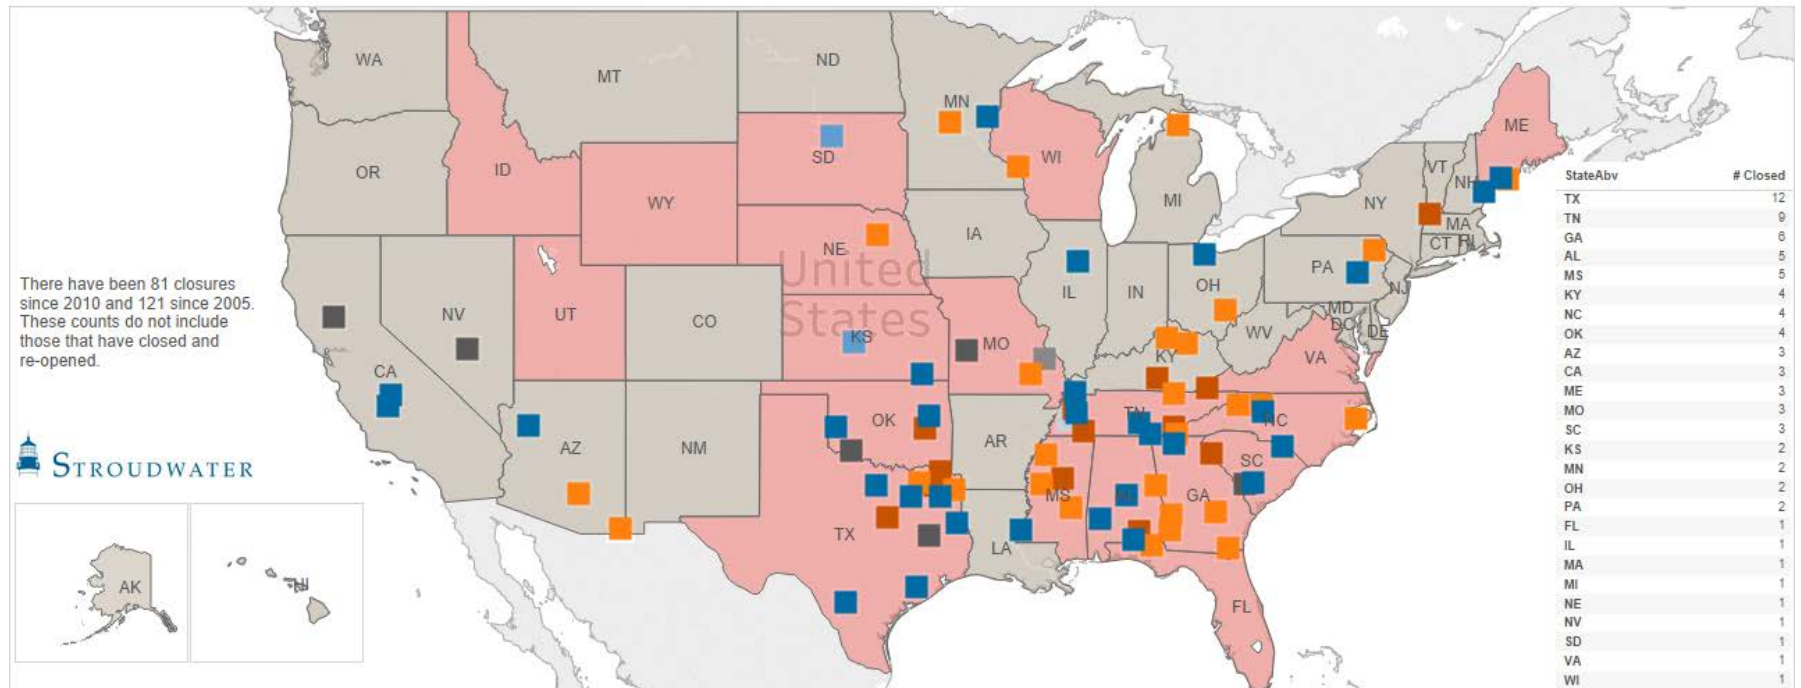 WA
MT
ND
MN
ME
OR
ID
SD
WI
VT
NH
WY
MI
NY
MA
CT RI
NE
IA
PA
United
States
IL
IN
OH
NJ
MD
DC
DE
NV
UT
CO
KS
MO
WV
VA
KY
CA
TN
NC
OK
AZ
NM
AR
SC
MS
AL
GA
TX
LA
FL
AK
HI
There have been 81 closures
since 2010 and 121 since 2005.
These counts do not include
those that have closed and
re-opened.
STROUDWATER
StateAbv # Closed
TX 12
TN 9
GA 6
AL 5
MS 5
KY 4
NC 4
OK 4
AZ 3
CA 3
ME 3
MO 3
SC 3
KS 2
MN 2
OH 2
PA 2
FL 1
IL 1
MA 1
MI 1
NE 1
NV 1
SD 1
VA 1
WI 1